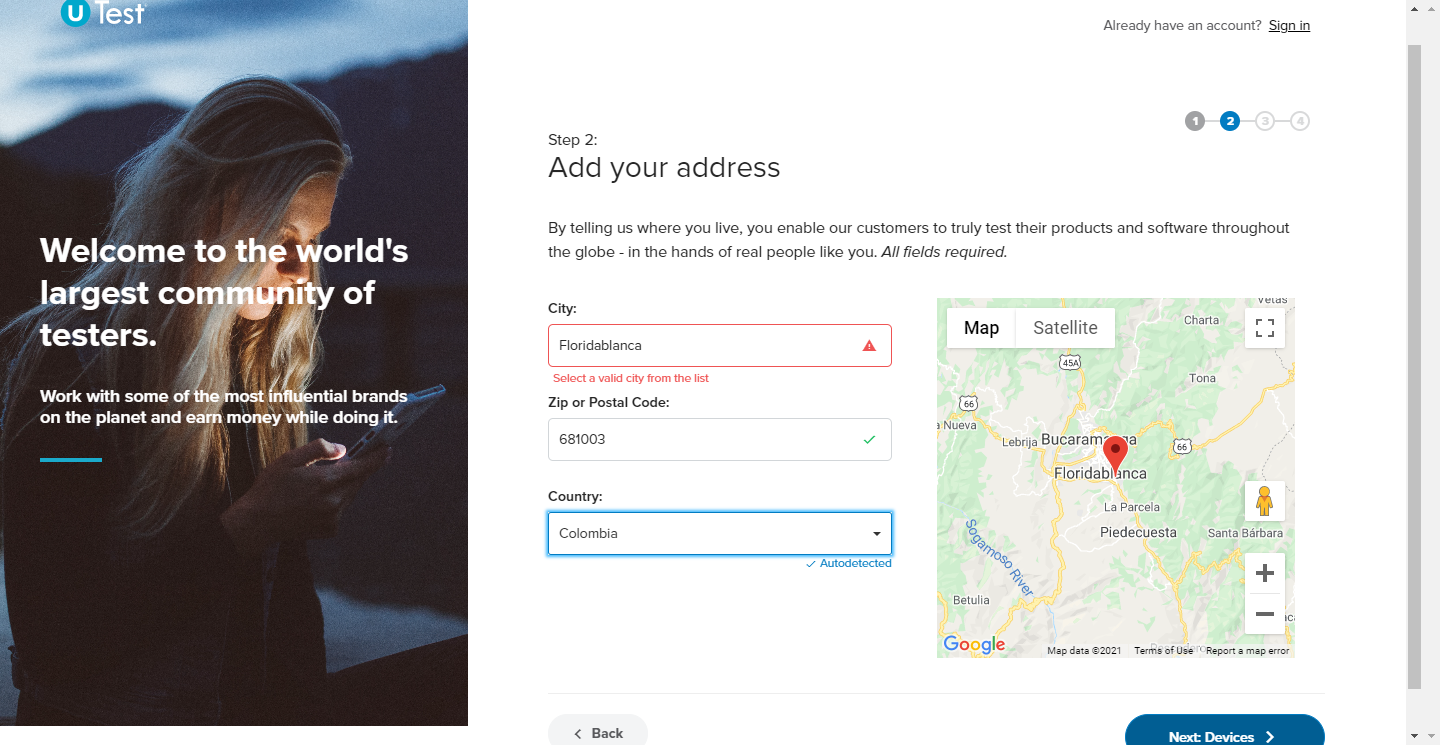 U Test
Already have an account? Sign in
1 2 3 4
Step 2:
Add your address
By telling us where you live, you enable our customers to truly test their products and software throughout
the globe - in the hands of real people like you. All fields required.
Welcome to the world's
largest community of
testers.
Work with some of the most influential brands
on the planet and earn money while doing it.
City:
Floridablanca
Select a valid city from the list
Zip or Postal Code:
681003
Country:
Colombia
Autodetected
Map Satellite
Vetas
Charta
45A
Tona
66
a Nueva
Lebrija Bucaramanga
66
Floridablanca
La Parcela
Piedecuesta
Santa Bárbara
Sogamoso River
Betulia
Google
Map data ©2021 Terms of Use Report a map error
Back
Next: Devices